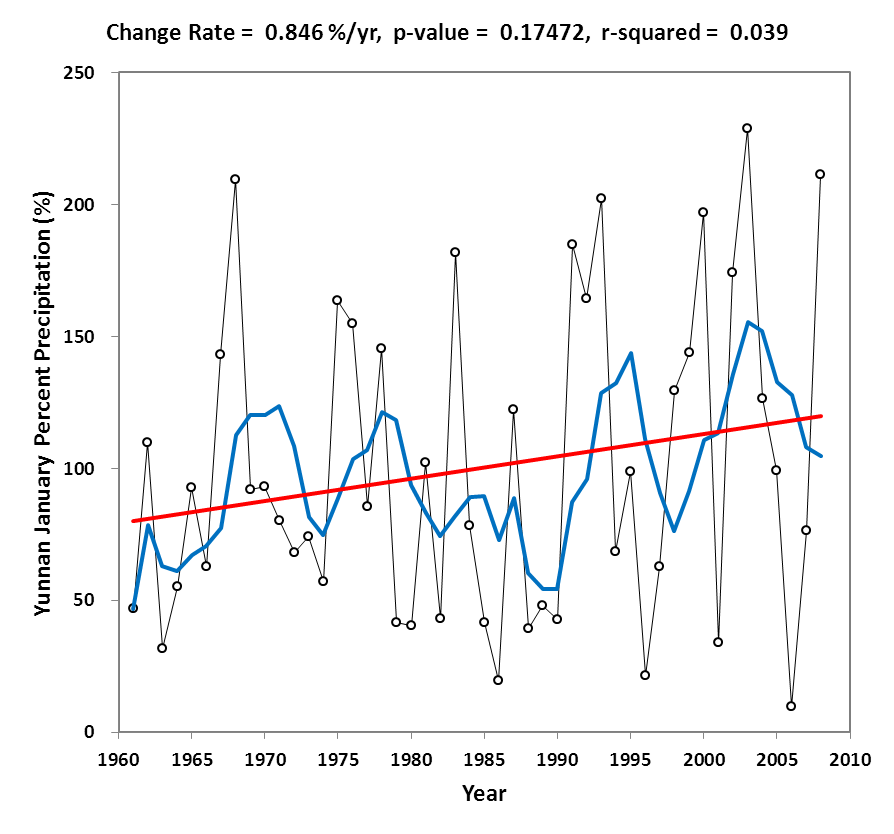 Change Rate = 0.846 %/yr, p-value = 0.17472, r-squared = 0.039
Yunnan January Percent Precipitation (%)
250
200
150
100
50
0
1960 1965 1970 1975 1980 1985 1990 1995 2000 2005 2010
Year